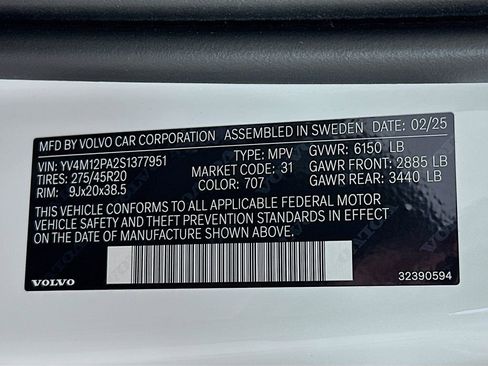 MFD BY VOLVO CAR CORPORATION ASSEMBLED IN SWEDEN 02/25
VIN: YV4M12PA2S1377951 TYPE: MPV GVWR: 6150 LB
TIRES: 275/45R20 MARKET CODE: 31 GAWR FRONT: 2885 LB
RIM: 9Jx20x38.5 COLOR: 707 GAWR REAR: 3440 LB
THIS VEHICLE CONFORMS TO ALL APPLICABLE FEDERAL MOTOR
VEHICLE SAFETY AND THEFT PREVENTION STANDARDS IN EFFECT
ON THE DATE OF MANUFACTURE SHOWN ABOVE.
VOLVO 32390594